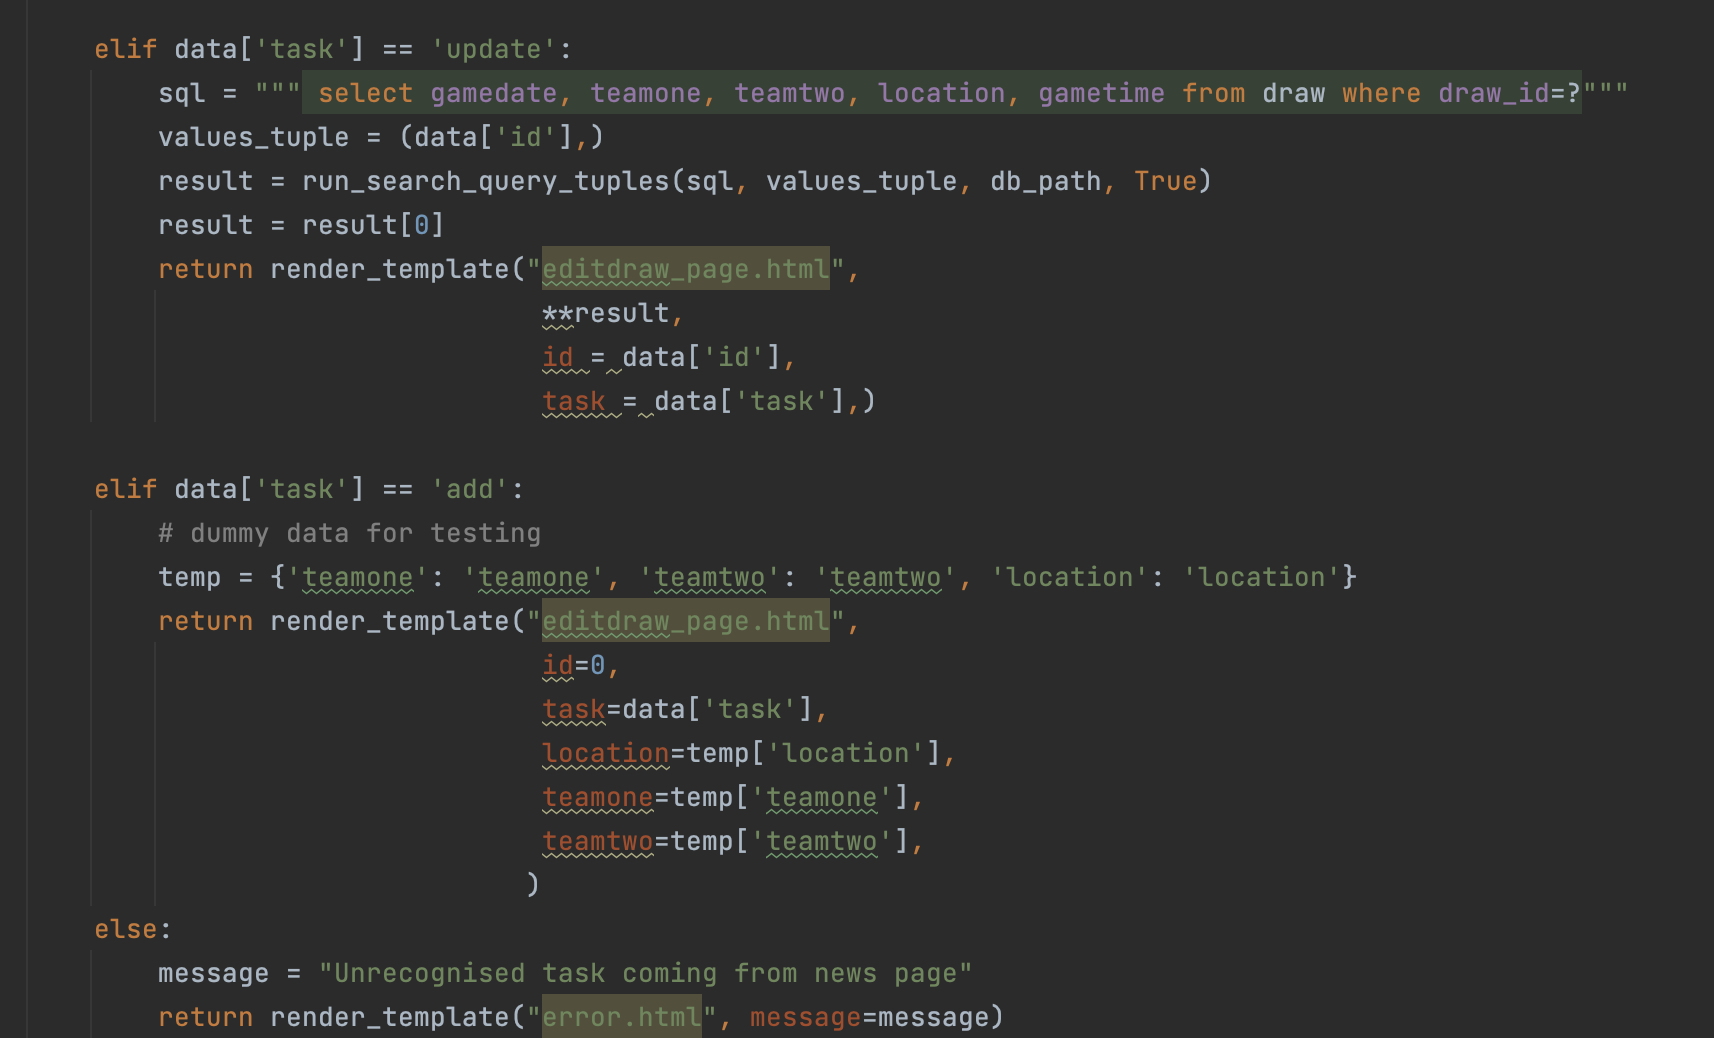 elif data['task'] == 'update':
    sql = """ select gamedate, teamone, teamtwo, location, gametime from draw where draw_id=?"""
    values_tuple = (data['id'],)
    result = run_search_query_tuples(sql, values_tuple, db_path, True)
    result = result[0]
    return render_template("editdraw_page.html",
                            **result,
                            id = data['id'],
                            task = data['task'],)
elif data['task'] == 'add':
    # dummy data for testing
    temp = {'teamone': 'teamone', 'teamtwo': 'teamtwo', 'location': 'location'}
    return render_template("editdraw_page.html",
                            id=0,
                            task=data['task'],
                            location=temp['location'],
                            teamone=temp['teamone'],
                            teamtwo=temp['teamtwo'],
                           )
else:
    message = "Unrecognised task coming from news page"
    return render_template("error.html", message=message)